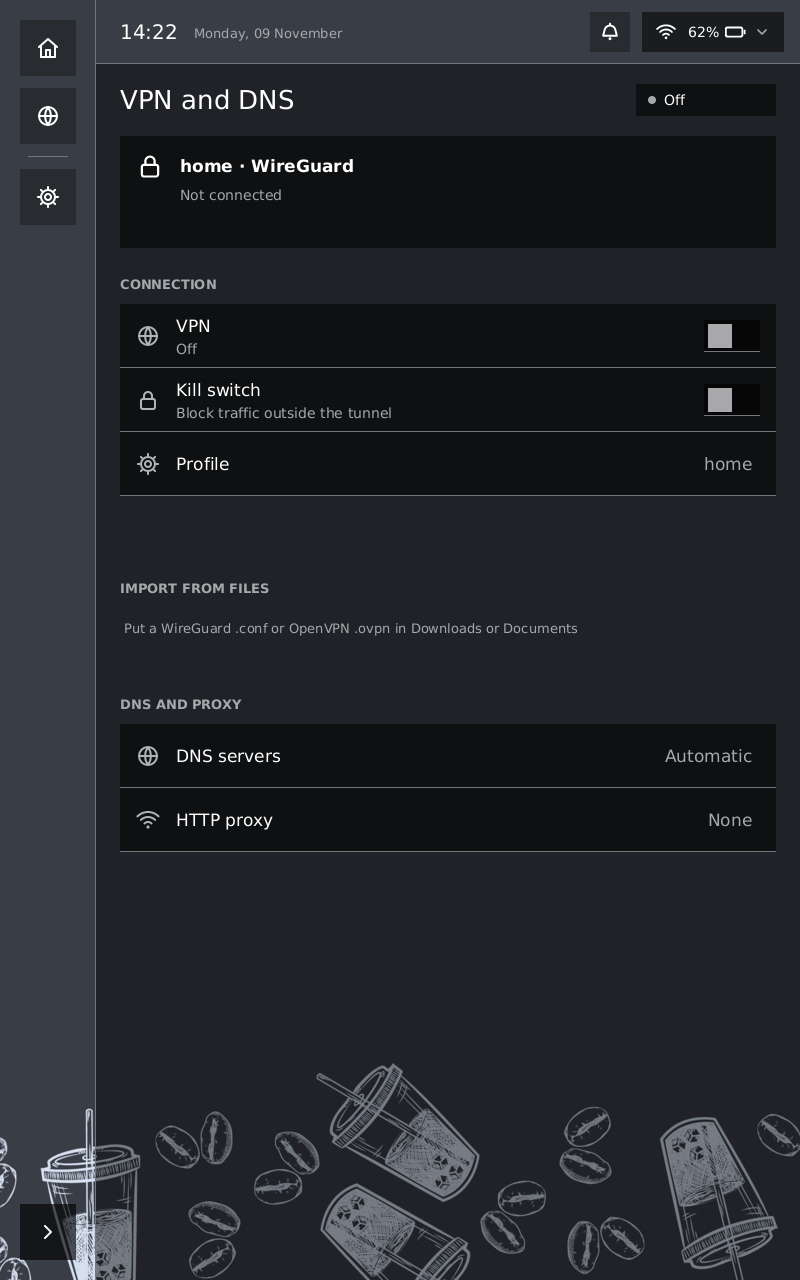 14:22 Monday, 09 November
62%
VPN and DNS
Off
home · WireGuard
Not connected
CONNECTION
VPN
Off
Kill switch
Block traffic outside the tunnel
Profile
home
IMPORT FROM FILES
Put a WireGuard .conf or OpenVPN .ovpn in Downloads or Documents
DNS AND PROXY
DNS servers
Automatic
HTTP proxy
None